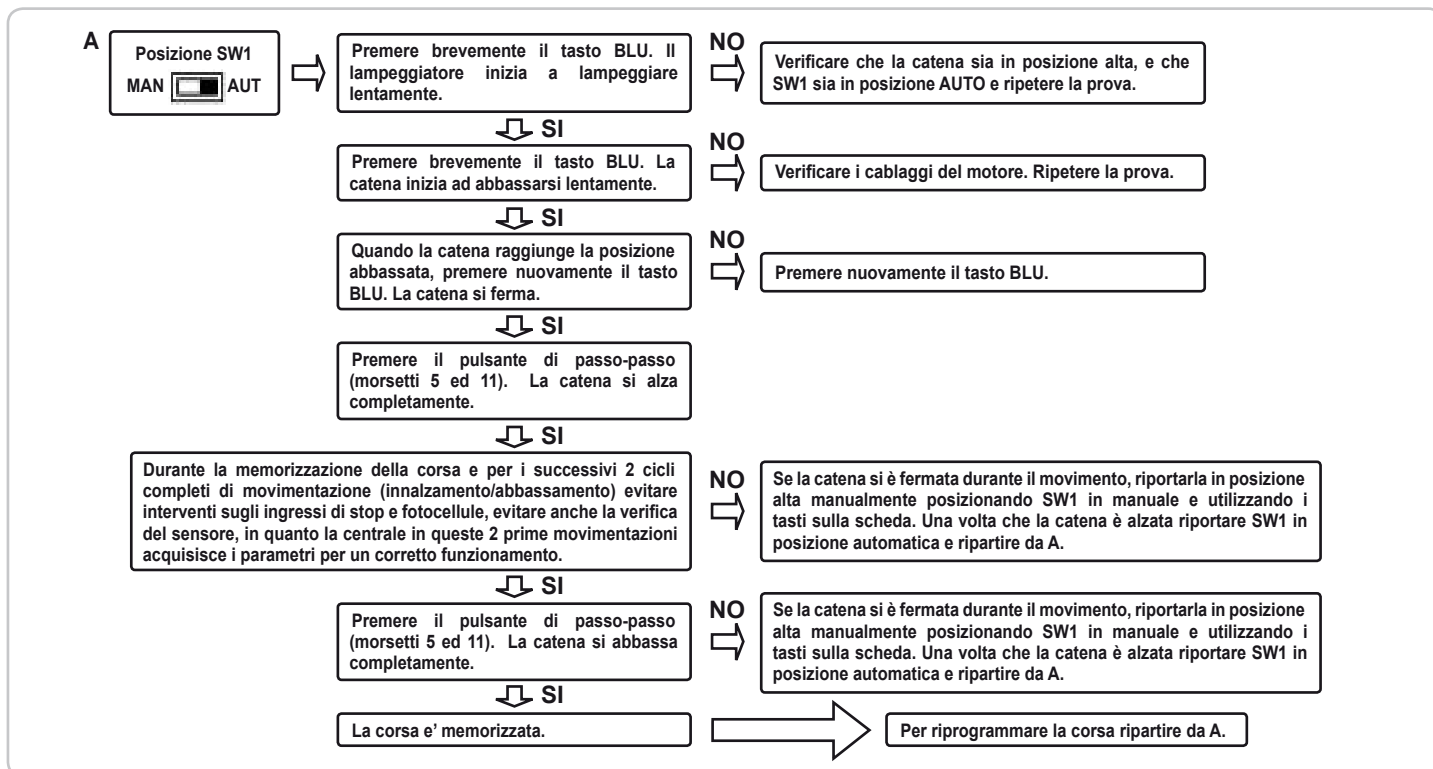 A
Posizione SW1
MAN AUT
Premere brevemente il tasto BLU. Il
lampeggiatore inizia a lampeggiare
lentamente.
NO
Verificare che la catena sia in posizione alta, e che
SW1 sia in posizione AUTO e ripetere la prova.
SI
Premere brevemente il tasto BLU. La
catena inizia ad abbassarsi lentamente.
NO
Verificare i cablaggi del motore. Ripetere la prova.
SI
Quando la catena raggiunge la posizione
abbassata, premere nuovamente il tasto
BLU. La catena si ferma.
NO
Premere nuovamente il tasto BLU.
SI
Premere il pulsante di passo-passo
(morsetti 5 ed 11). La catena si alza
completamente.
SI
Durante la memorizzazione della corsa e per i successivi 2 cicli
completi di movimentazione (innalzamento/abbassamento) evitare
interventi sugli ingressi di stop e fotocellule, evitare anche la verifica
del sensore, in quanto la centrale in queste 2 prime movimentazioni
acquisisce i parametri per un corretto funzionamento.
NO
Se la catena si è fermata durante il movimento, riportarla in posizione
alta manualmente posizionando SW1 in manuale e utilizzando i
tasti sulla scheda. Una volta che la catena è alzata riportare SW1 in
posizione automatica e ripartire da A.
SI
Premere il pulsante di passo-passo
(morsetti 5 ed 11). La catena si abbassa
completamente.
NO
Se la catena si è fermata durante il movimento, riportarla in posizione
alta manualmente posizionando SW1 in manuale e utilizzando i
tasti sulla scheda. Una volta che la catena è alzata riportare SW1 in
posizione automatica e ripartire da A.
SI
La corsa e' memorizzata.
Per riprogrammare la corsa ripartire da A.